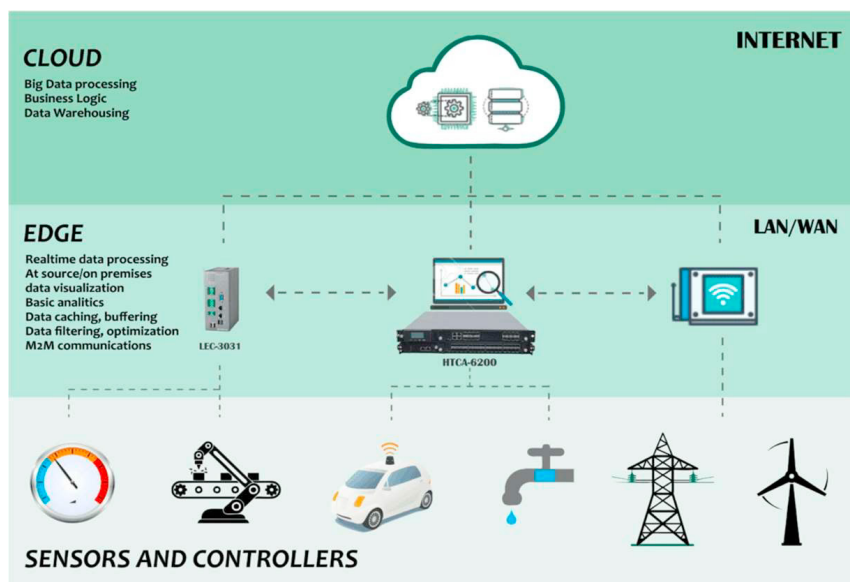 CLOUD
Big Data processing
Business Logic
Data Warehousing
INTERNET
EDGE
Realtime data processing
At source/on premises
data visualization
Basic analitics
Data caching, buffering
Data filtering, optimization
M2M communications
LAN/WAN
LEC-3031
HTCA-6200
SENSORS AND CONTROLLERS